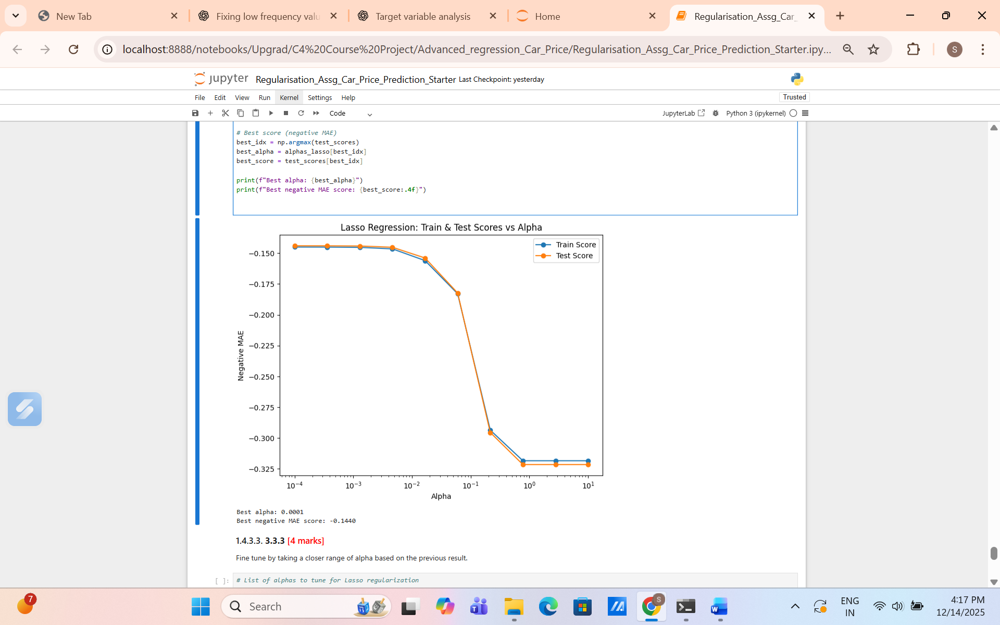 New Tab
Fixing low frequency valu
Target variable analysis
Home
Regularisation_Assg_Car_
localhost:8888/notebooks/Upgrad/C4%20Course%20Project/Advanced_regression_Car_Price/Regularisation_Assg_Car_Price_Prediction_Starter.ipy...
S
jupyter Regularisation_Assg_Car_Price_Prediction_Starter Last Checkpoint: yesterday
File Edit View Run Kernel Settings Help
Trusted
Code
JupyterLab
Python 3 (ipykernel)
# Best score (negative MAE)
best_idx = np.argmax(test_scores)
best_alpha = alphas_lasso[best_idx]
best_score = test_scores[best_idx]
print(f"Best alpha: {best_alpha}")
print(f"Best negative MAE score: {best_score:.4f}")
Lasso Regression: Train & Test Scores vs Alpha
Train Score
Test Score
−0.150
−0.175
−0.200
−0.225
−0.250
−0.275
−0.300
−0.325
Negative MAE
10⁻⁴ 10⁻³ 10⁻² 10⁻¹ 10⁰ 10¹
Alpha
Best alpha: 0.0001
Best negative MAE score: -0.1440
1.4.3.3. 3.3.3 [4 marks]
Fine tune by taking a closer range of alpha based on the previous result.
[ ]: # List of alphas to tune for Lasso regularization
7
Search
S
ENG
IN
4:17 PM
12/14/2025